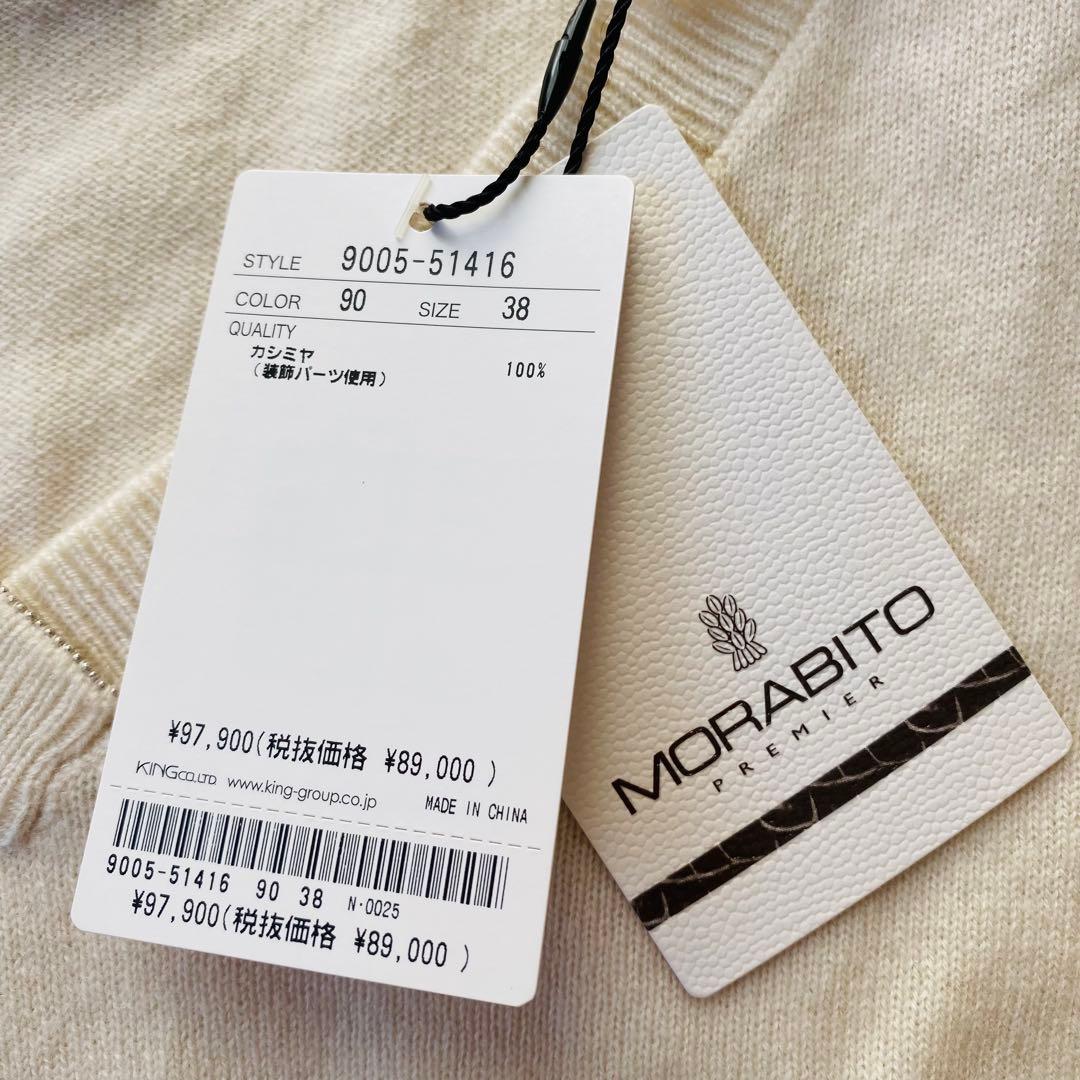 STYLE 9005-51416
COLOR 90 SIZE 38
QUALITY
カシミヤ 100%
(装飾パーツ使用)
¥97,900(税抜価格 ¥89,000 )
KING CO.,LTD. www.king-group.co.jp MADE IN CHINA
9005-51416 90 38 N-0025
¥97,900(税抜価格 ¥89,000 )
MORABITO
PREMIER